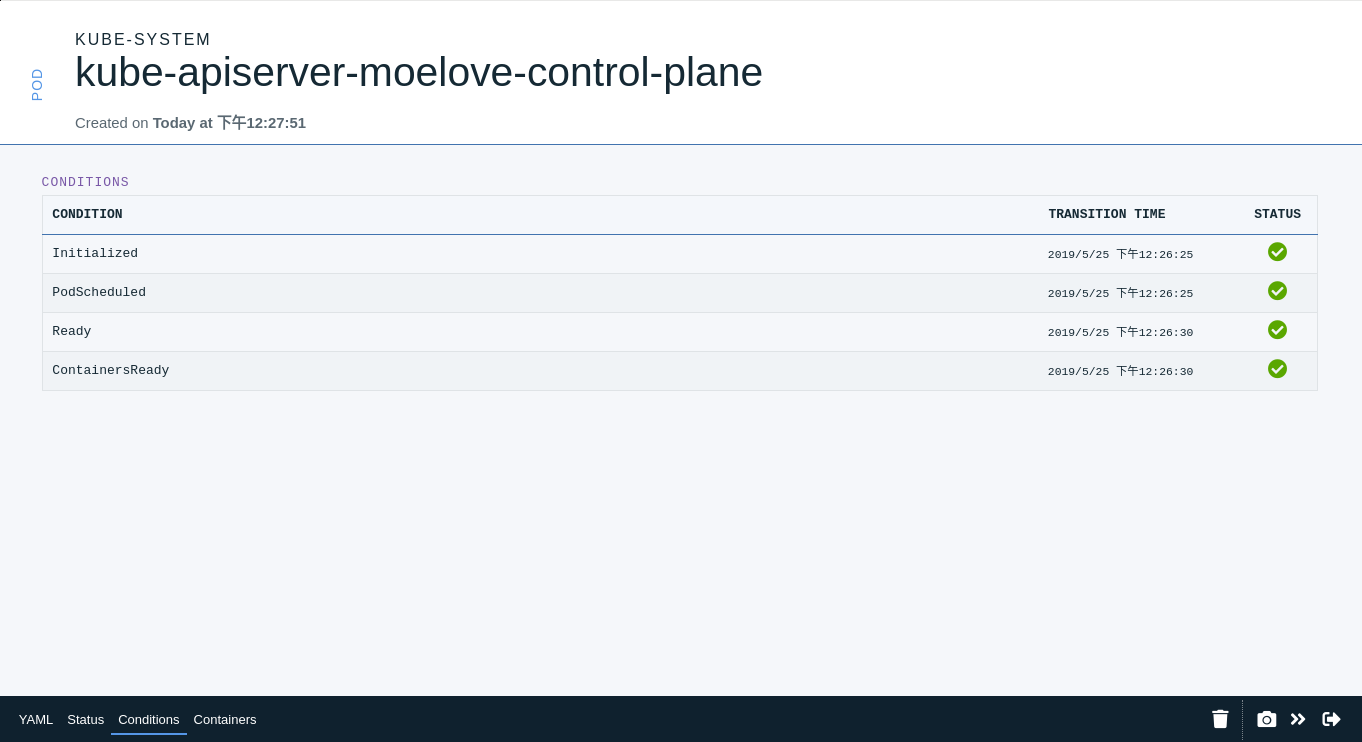 KUBE-SYSTEM
POD
kube-apiserver-moelove-control-plane
Created on Today at 下午12:27:51
CONDITIONS
CONDITION TRANSITION TIME STATUS
Initialized 2019/5/25 下午12:26:25
PodScheduled 2019/5/25 下午12:26:25
Ready 2019/5/25 下午12:26:30
ContainersReady 2019/5/25 下午12:26:30
YAML Status Conditions Containers